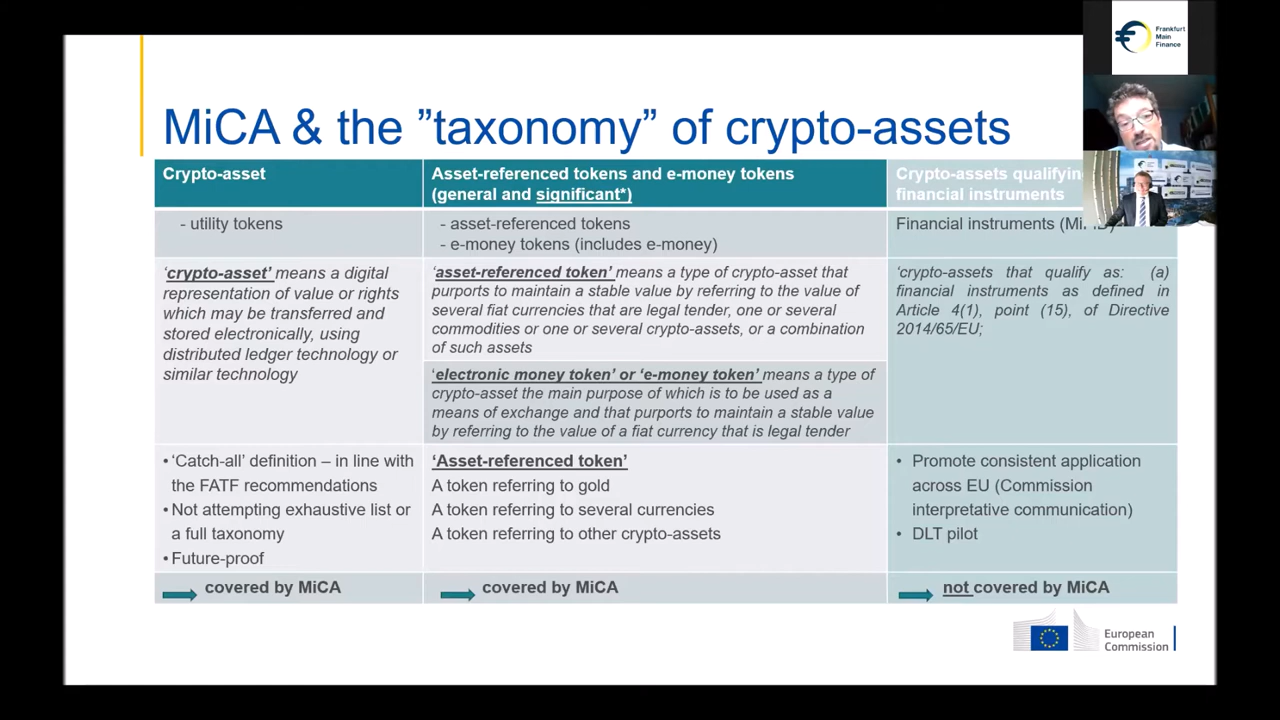 Frankfurt
Main
Finance
MiCA & the ”taxonomy” of crypto-assets
Crypto-asset
Asset-referenced tokens and e-money tokens
(general and significant*)
Crypto-assets qualifying
financial instruments
- utility tokens
- asset-referenced tokens
- e-money tokens (includes e-money)
Financial instruments
‘crypto-asset’ means a digital
representation of value or rights
which may be transferred and
stored electronically, using
distributed ledger technology or
similar technology
‘asset-referenced token’ means a type of crypto-asset that
purports to maintain a stable value by referring to the value of
several fiat currencies that are legal tender, one or several
commodities or one or several crypto-assets, or a combination
of such assets
‘electronic money token’ or ‘e-money token’ means a type of
crypto-asset the main purpose of which is to be used as a
means of exchange and that purports to maintain a stable value
by referring to the value of a fiat currency that is legal tender
‘crypto-assets that qualify as: (a)
financial instruments as defined in
Article 4(1), point (15), of Directive
2014/65/EU;
• ‘Catch-all’ definition – in line with
the FATF recommendations
• Not attempting exhaustive list or
a full taxonomy
• Future-proof
‘Asset-referenced token’
A token referring to gold
A token referring to several currencies
A token referring to other crypto-assets
• Promote consistent application
across EU (Commission
interpretative communication)
• DLT pilot
covered by MiCA
covered by MiCA
not covered by MiCA
European
Commission